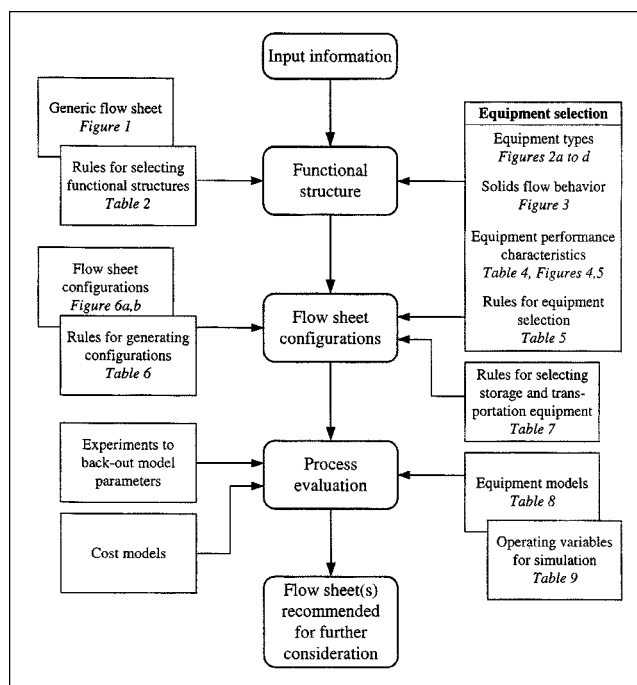 Input information
Generic flow sheet
Figure 1
Rules for selecting
functional structures
Table 2
Functional
structure
Equipment selection
Equipment types
Figures 2a to d
Solids flow behavior
Figure 3
Equipment performance
characteristics
Table 4, Figures 4,5
Rules for equipment
selection
Table 5
Flow sheet
configurations
Figure 6a,b
Rules for generating
configurations
Table 6
Flow sheet
configurations
Rules for selecting
storage and trans-
portation equipment
Table 7
Experiments to
back-out model
parameters
Cost models
Process
evaluation
Equipment models
Table 8
Operating variables
for simulation
Table 9
Flow sheet(s)
recommended
for further
consideration